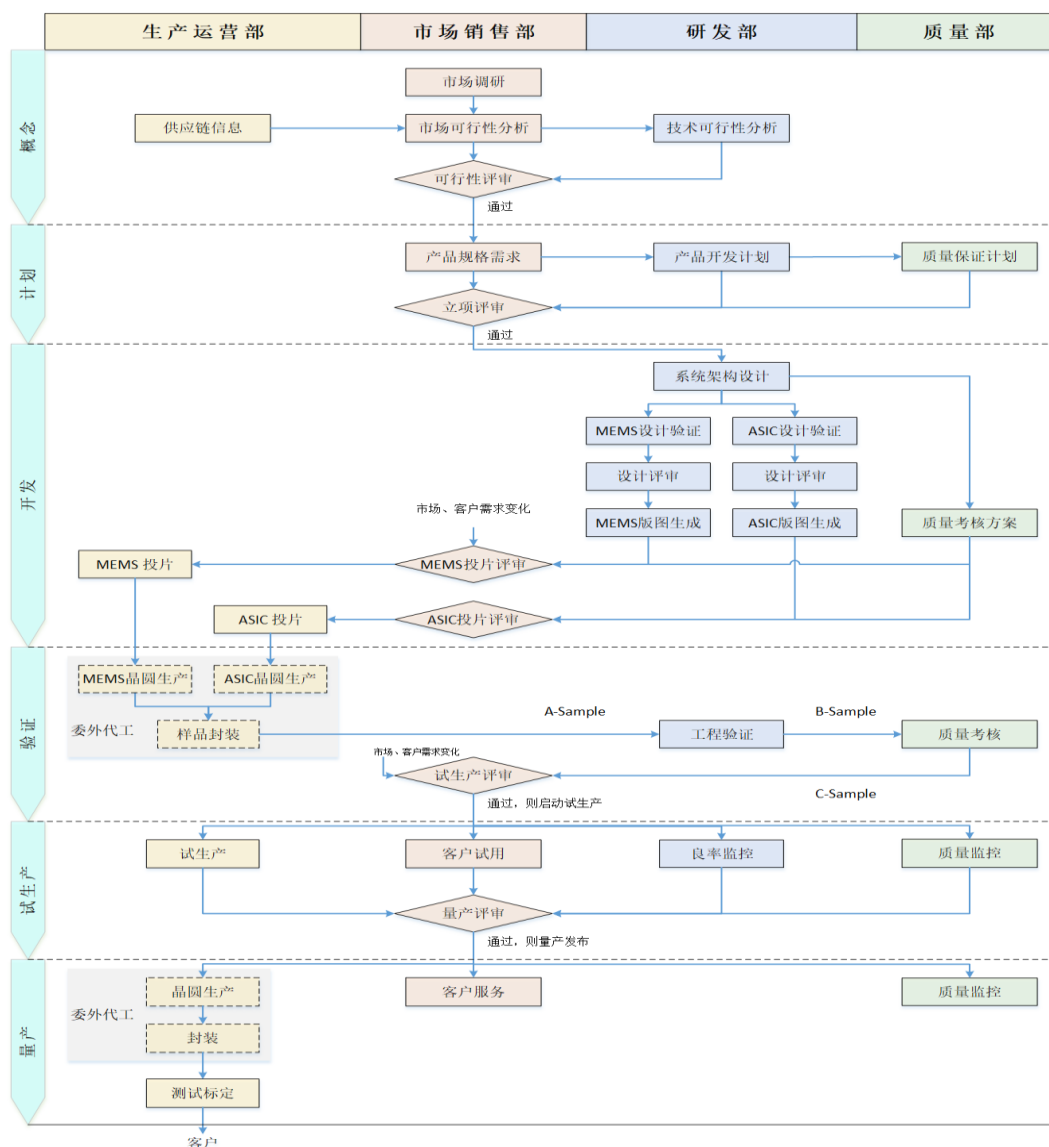 生产运营部
市场销售部
研发部
质量部
概念
市场调研
供应链信息
市场可行性分析
技术可行性分析
可行性评审
通过
计划
产品规格需求
产品开发计划
质量保证计划
立项评审
通过
开发
系统架构设计
MEMS设计验证
ASIC设计验证
设计评审
设计评审
市场、客户需求变化
MEMS版图生成
ASIC版图生成
质量考核方案
MEMS 投片
MEMS投片评审
ASIC 投片
ASIC投片评审
验证
MEMS晶圆生产
ASIC晶圆生产
委外代工
样品封装
A-Sample
工程验证
B-Sample
质量考核
市场、客户需求变化
试生产评审
C-Sample
通过，则启动试生产
试生产
试生产
客户试用
良率监控
质量监控
量产评审
通过，则量产发布
量产
晶圆生产
客户服务
质量监控
委外代工
封装
测试标定
客户